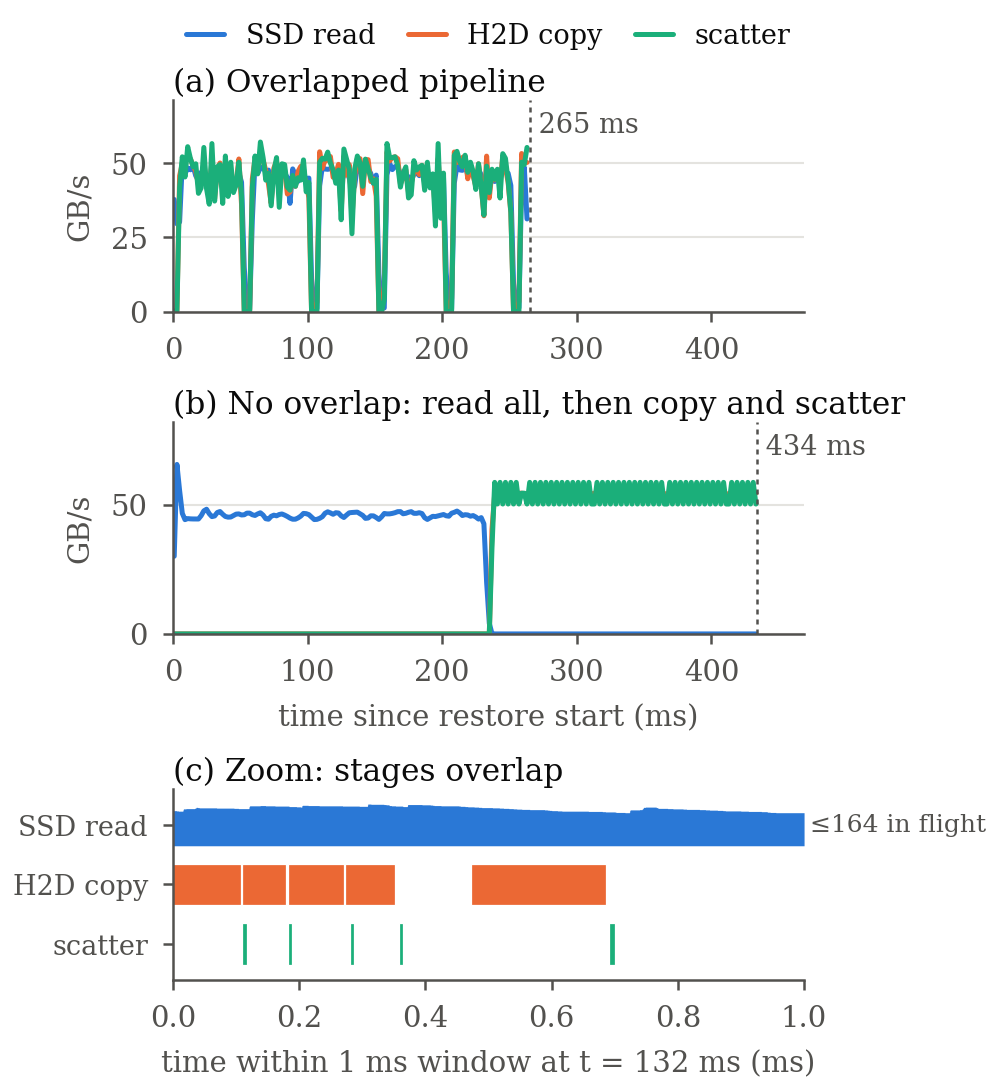 SSD read H2D copy scatter
(a) Overlapped pipeline
265 ms
50
25
0
GB/s
0 100 200 300 400
(b) No overlap: read all, then copy and scatter
434 ms
50
0
GB/s
0 100 200 300 400
time since restore start (ms)
(c) Zoom: stages overlap
SSD read
≤164 in flight
H2D copy
scatter
0.0 0.2 0.4 0.6 0.8 1.0
time within 1 ms window at t = 132 ms (ms)